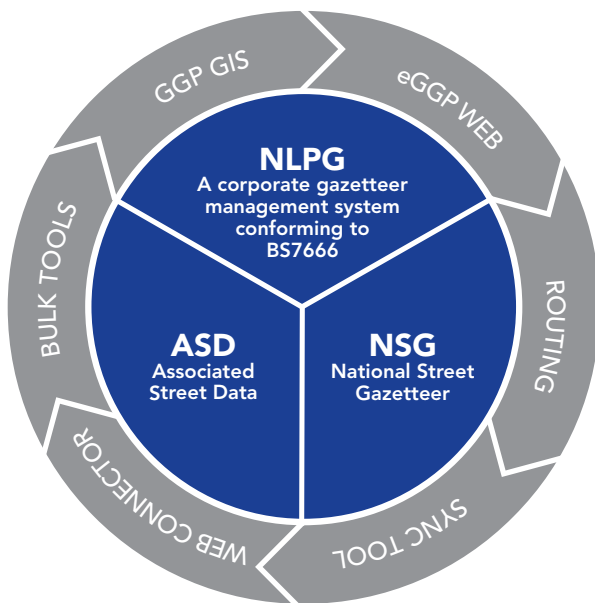 GGP GIS
eGGP WEB
ROUTING
SYNC TOOL
WEB CONNECTOR
BULK TOOLS
NLPG
A corporate gazetteer
management system
conforming to
BS7666
ASD
Associated
Street Data
NSG
National Street
Gazetteer